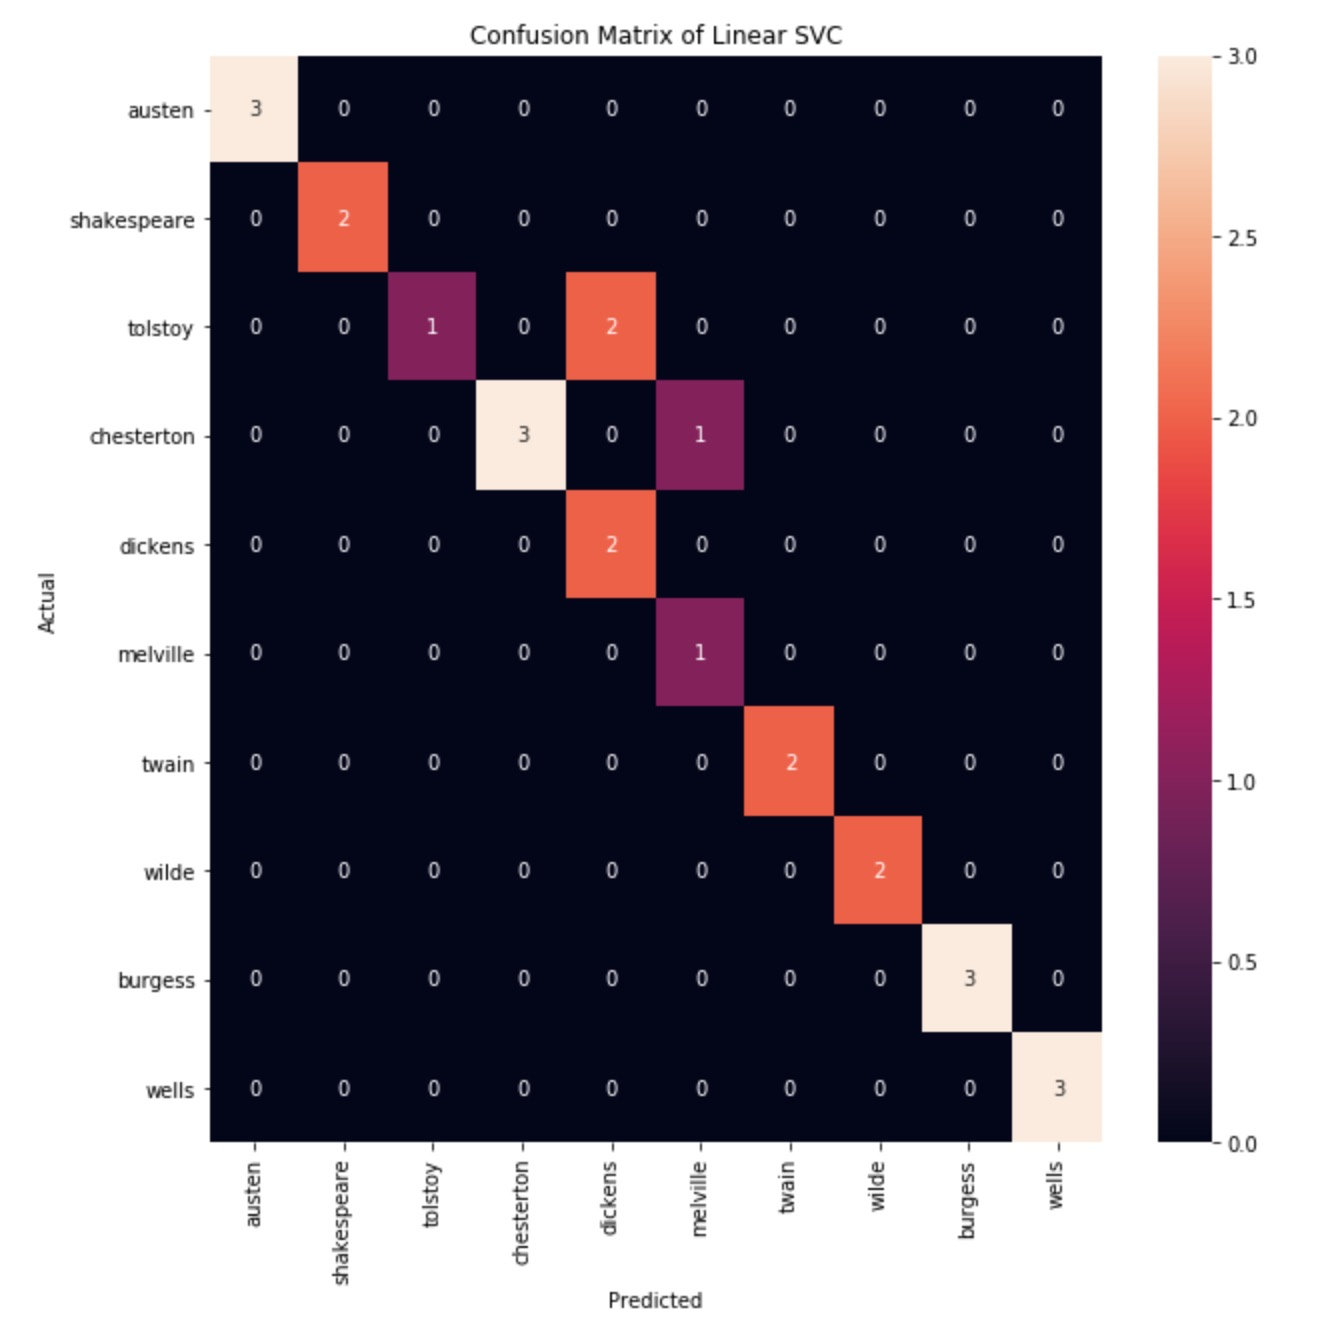 Confusion Matrix of Linear SVC
austen 3 0 0 0 0 0 0 0 0 0
shakespeare 0 2 0 0 0 0 0 0 0 0
tolstoy 0 0 1 0 2 0 0 0 0 0
chesterton 0 0 0 3 0 1 0 0 0 0
dickens 0 0 0 0 2 0 0 0 0 0
Actual
melville 0 0 0 0 0 1 0 0 0 0
twain 0 0 0 0 0 0 2 0 0 0
wilde 0 0 0 0 0 0 0 2 0 0
burgess 0 0 0 0 0 0 0 0 3 0
wells 0 0 0 0 0 0 0 0 0 3
austen shakespeare tolstoy chesterton dickens melville twain wilde burgess wells
Predicted
3.0
2.5
2.0
1.5
1.0
0.5
0.0